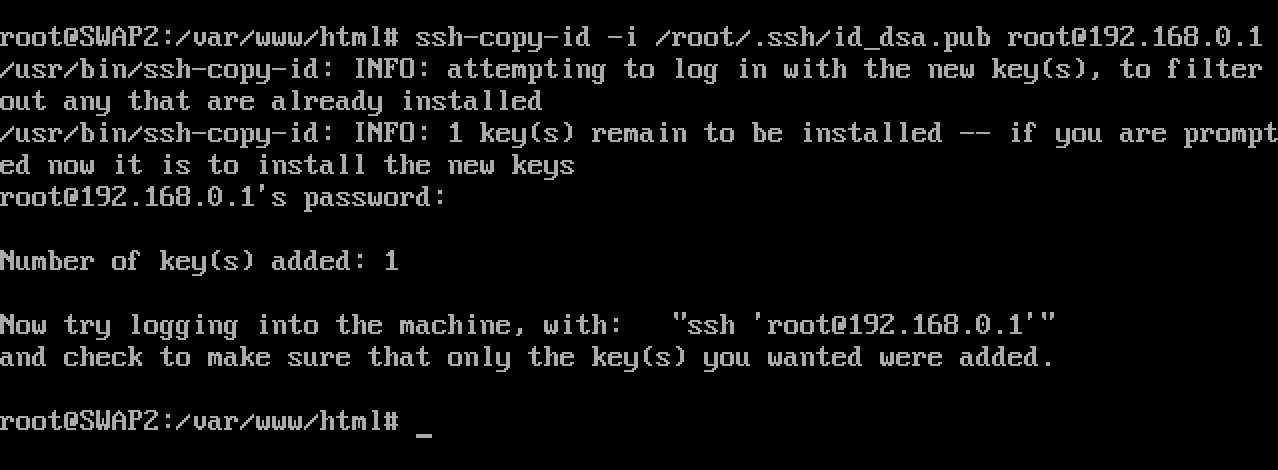 root@SWAP2:/var/www/html# ssh-copy-id -i /root/.ssh/id_dsa.pub root@192.168.0.1
/usr/bin/ssh-copy-id: INFO: attempting to log in with the new key(s), to filter
out any that are already installed
/usr/bin/ssh-copy-id: INFO: 1 key(s) remain to be installed -- if you are prompt
ed now it is to install the new keys
root@192.168.0.1's password:
Number of key(s) added: 1
Now try logging into the machine, with:   "ssh 'root@192.168.0.1'"
and check to make sure that only the key(s) you wanted were added.
root@SWAP2:/var/www/html# _